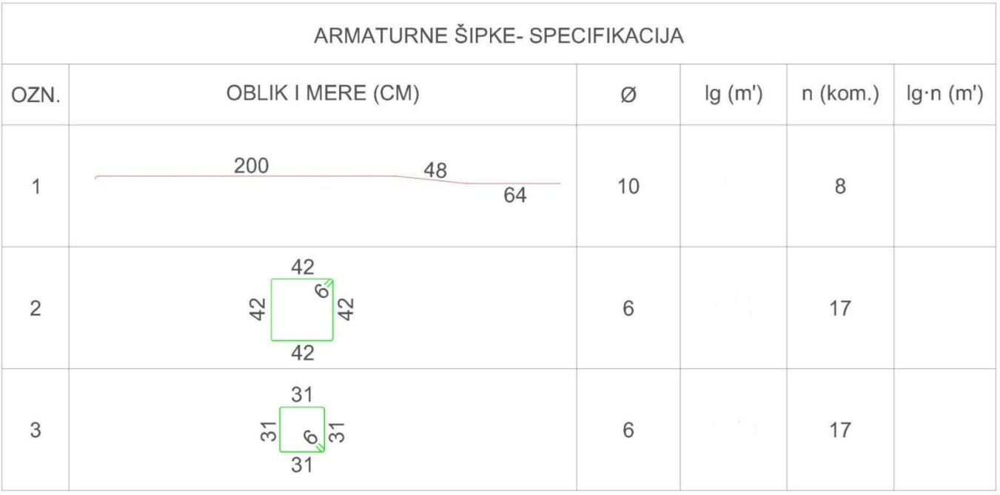 ARMATURNE ŠIPKE- SPECIFIKACIJA
OZN. OBLIK I MERE (CM) Ø lg (m') n (kom.) lg·n (m')
1 200 48 64 10 8
2 42 42 6 42 42 6 17
3 31 31 6 31 31 6 17